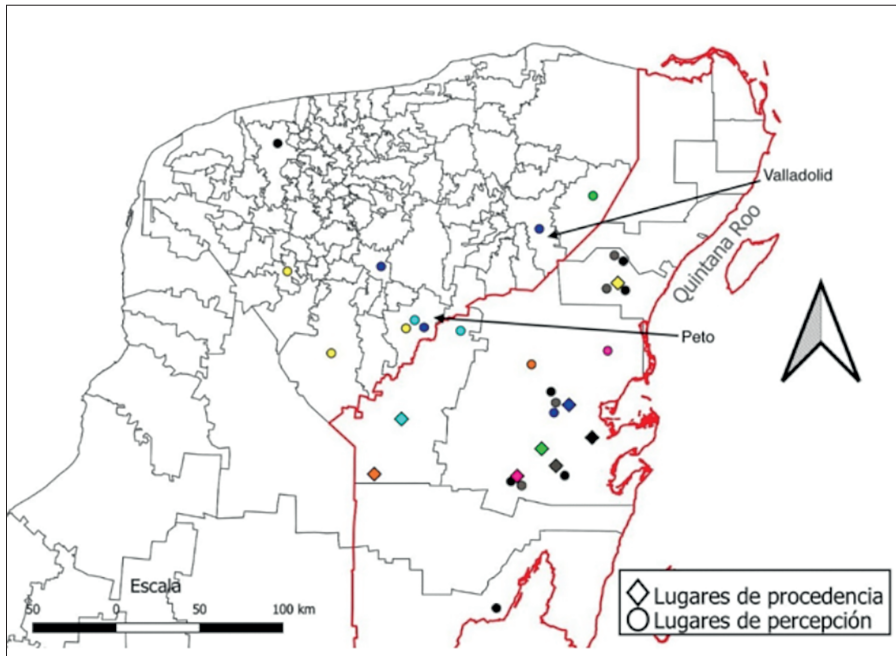 Valladolid
Quintana Roo
Peto
Escala
50 0 50 100 km
Lugares de procedencia
Lugares de percepción